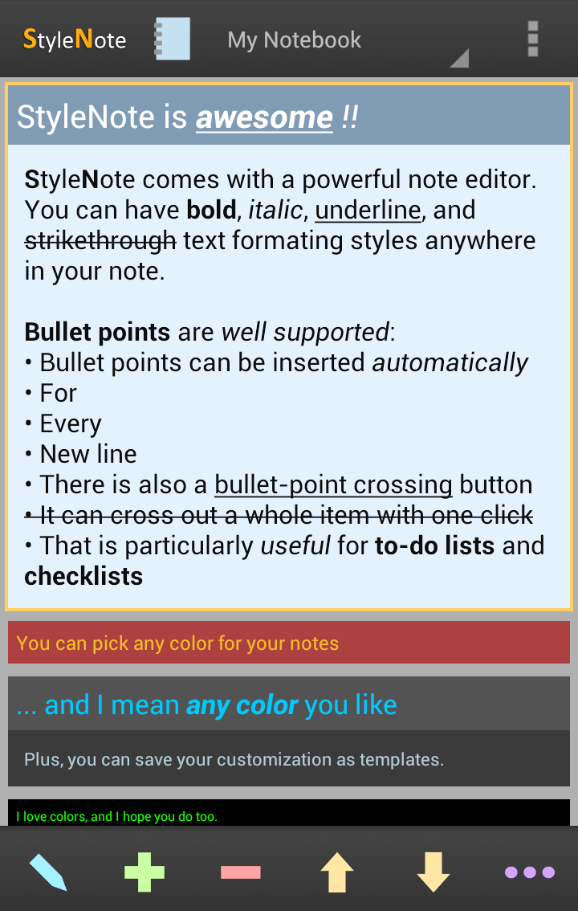 StyleNote My Notebook
StyleNote is awesome !!
StyleNote comes with a powerful note editor.
You can have bold, italic, underline, and
strikethrough text formating styles anywhere
in your note.
Bullet points are well supported:
• Bullet points can be inserted automatically
• For
• Every
• New line
• There is also a bullet-point crossing button
• It can cross out a whole item with one click
• That is particularly useful for to-do lists and
checklists
You can pick any color for your notes
... and I mean any color you like
Plus, you can save your customization as templates.
I love colors, and I hope you do too.